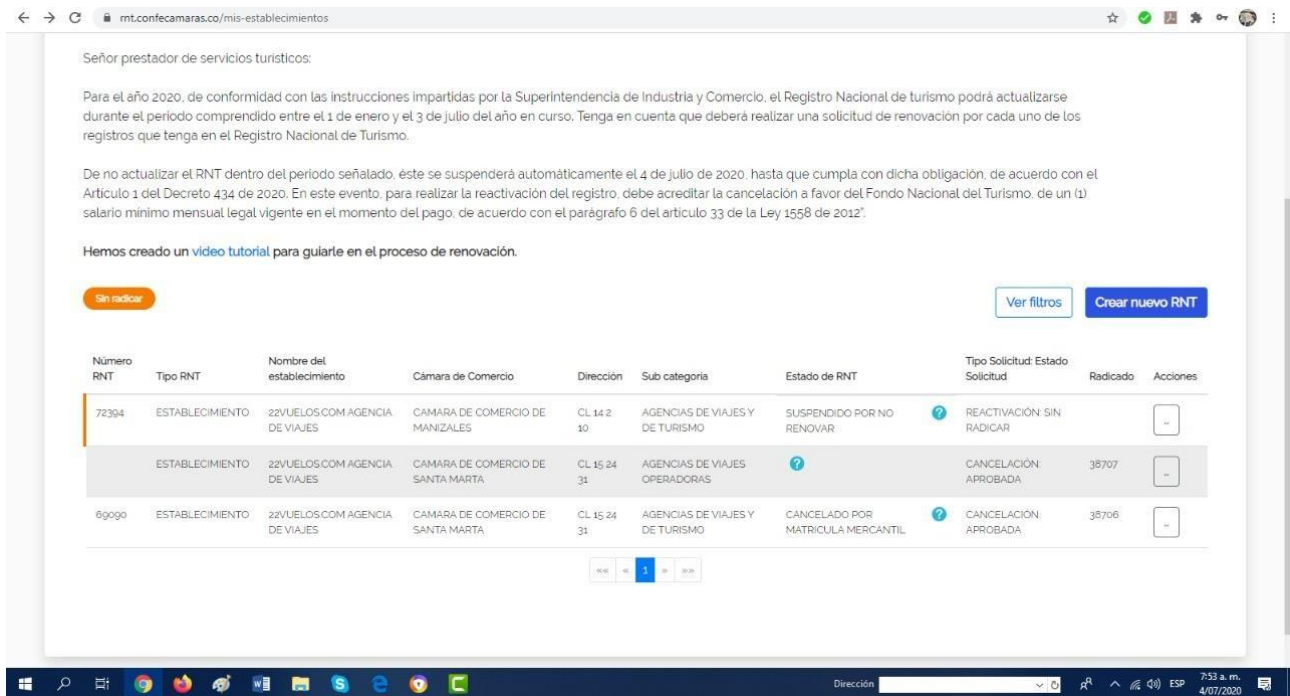 rnt.confecamaras.co/mis-establecimientos
Señor prestador de servicios turísticos:
Para el año 2020, de conformidad con las instrucciones impartidas por la Superintendencia de Industria y Comercio, el Registro Nacional de turismo podrá actualizarse
durante el periodo comprendido entre el 1 de enero y el 3 de julio del año en curso. Tenga en cuenta que deberá realizar una solicitud de renovación por cada uno de los
registros que tenga en el Registro Nacional de Turismo.
De no actualizar el RNT dentro del periodo señalado, éste se suspenderá automáticamente el 4 de julio de 2020, hasta que cumpla con dicha obligación, de acuerdo con el
Artículo 1 del Decreto 434 de 2020. En este evento, para realizar la reactivación del registro, debe acreditar la cancelación a favor del Fondo Nacional del Turismo, de un (1)
salario mínimo mensual legal vigente en el momento del pago, de acuerdo con el parágrafo 6 del artículo 33 de la Ley 1558 de 2012".
Hemos creado un video tutorial para guiarle en el proceso de renovación.
Sin radicar
Ver filtros
Crear nuevo RNT
Número RNT
Tipo RNT
Nombre del establecimiento
Cámara de Comercio
Dirección
Sub categoría
Estado de RNT
Tipo Solicitud: Estado Solicitud
Radicado
Acciones
72394 ESTABLECIMIENTO 22VUELOS.COM AGENCIA CAMARA DE COMERCIO DE CL 14 2 AGENCIAS DE VIAJES Y SUSPENDIDO POR NO ? REACTIVACIÓN: SIN ...
DE VIAJES MANIZALES 10 DE TURISMO RENOVAR RADICAR
ESTABLECIMIENTO 22VUELOS.COM AGENCIA CAMARA DE COMERCIO DE CL 15 24 AGENCIAS DE VIAJES ? CANCELACIÓN: 38707 ...
DE VIAJES SANTA MARTA 31 OPERADORAS APROBADA
69090 ESTABLECIMIENTO 22VUELOS.COM AGENCIA CAMARA DE COMERCIO DE CL 15 24 AGENCIAS DE VIAJES Y CANCELADO POR ? CANCELACIÓN: 38706 ...
DE VIAJES SANTA MARTA 31 DE TURISMO MATRICULA MERCANTIL APROBADA
«« « 1 » »»
Dirección
ESP
7:53 a. m.
4/07/2020